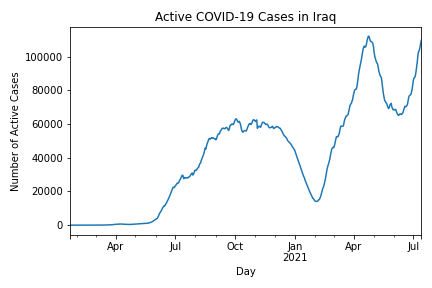 Active COVID-19 Cases in Iraq
Number of Active Cases
100000
80000
60000
40000
20000
0
Apr Jul Oct Jan Apr Jul
2021
Day